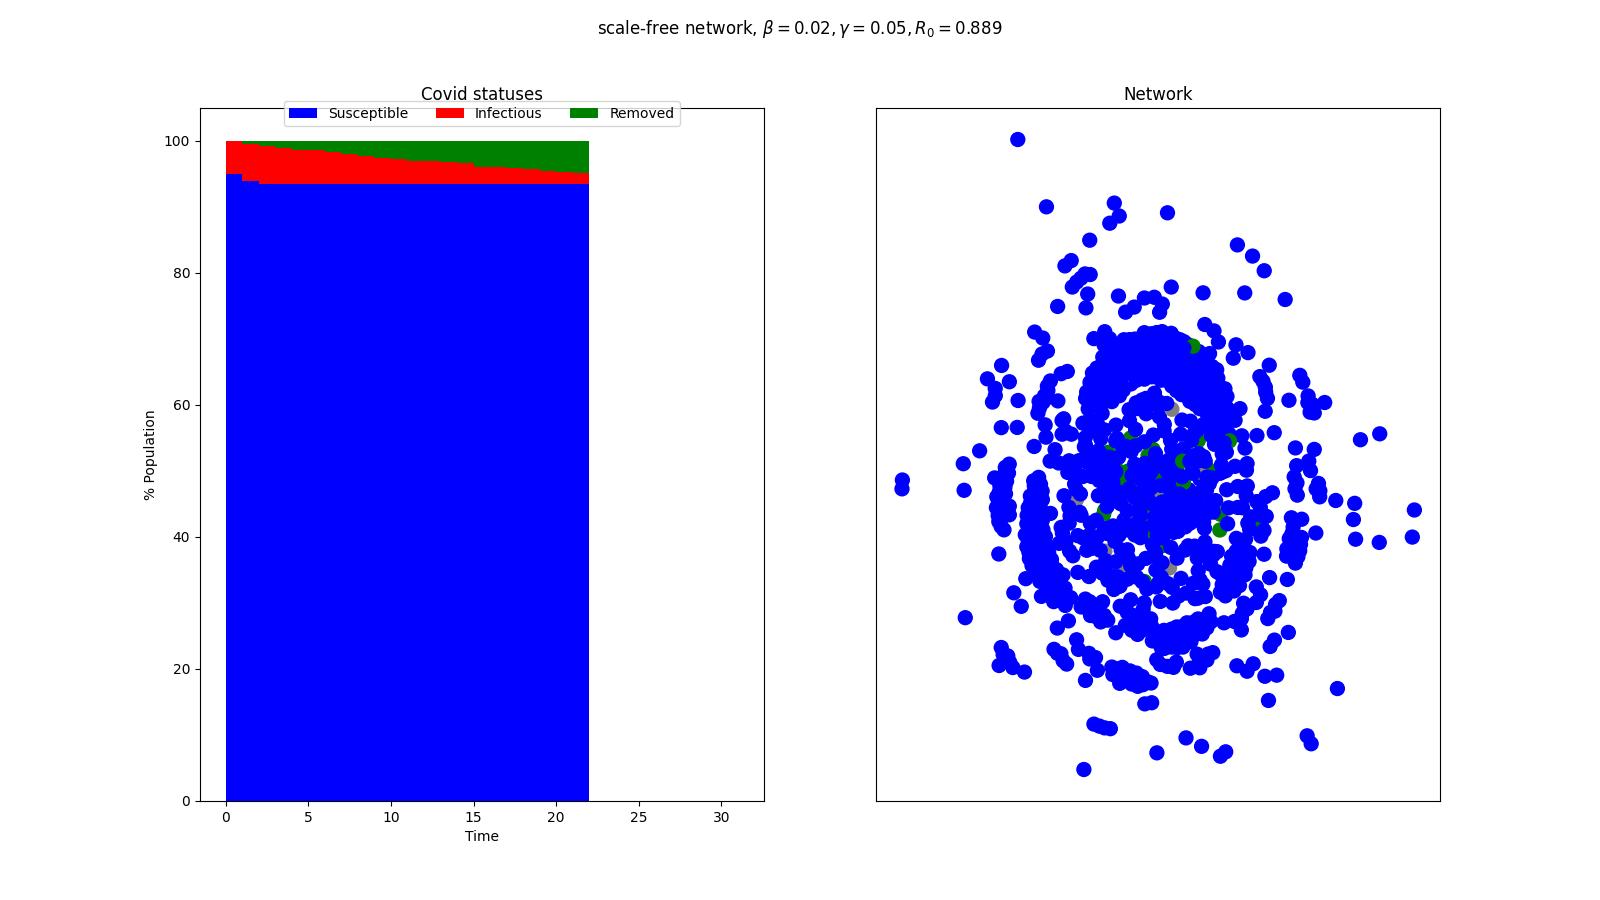 scale-free network, β = 0.02, γ = 0.05, R₀ = 0.889
Covid statuses
Susceptible Infectious Removed
100
80
60
40
20
0
% Population
0 5 10 15 20 25 30
Time
Network